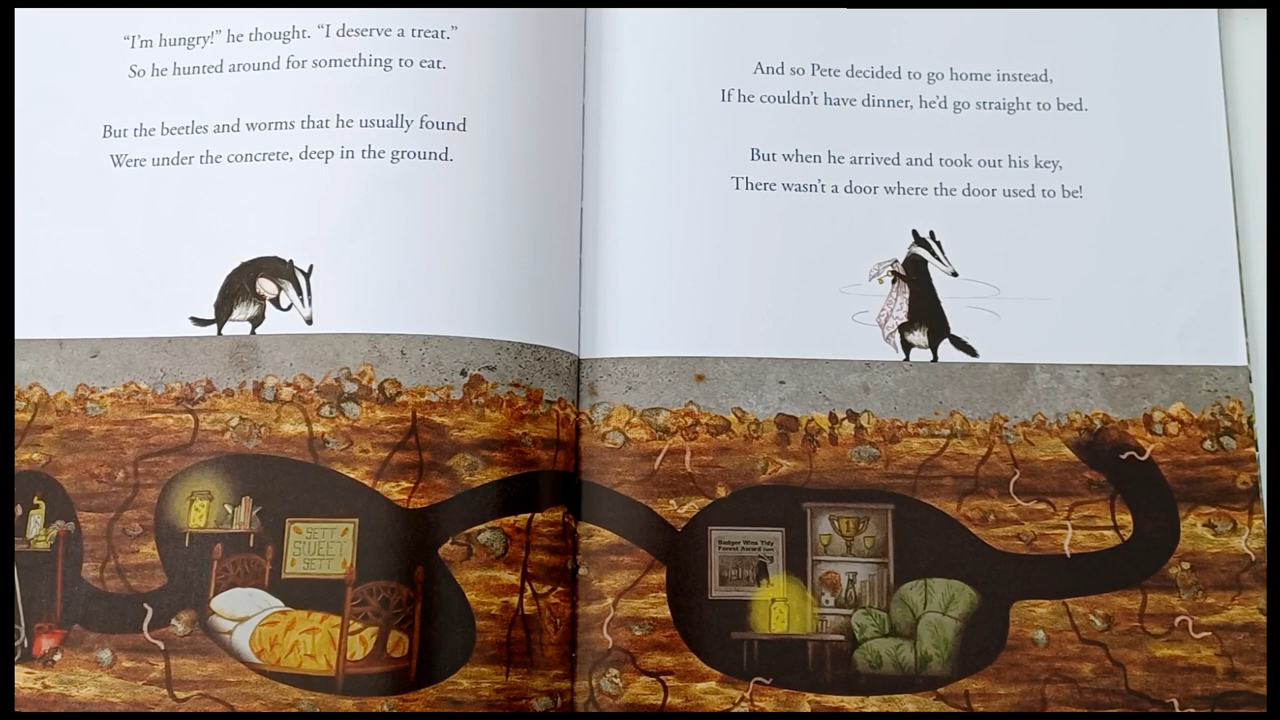 “I’m hungry!” he thought. “I deserve a treat.”
So he hunted around for something to eat.
But the beetles and worms that he usually found
Were under the concrete, deep in the ground.
And so Pete decided to go home instead,
If he couldn’t have dinner, he’d go straight to bed.
But when he arrived and took out his key,
There wasn’t a door where the door used to be!
SETT
SWEET
SETT
Badger Wins Tidy
Forest Award